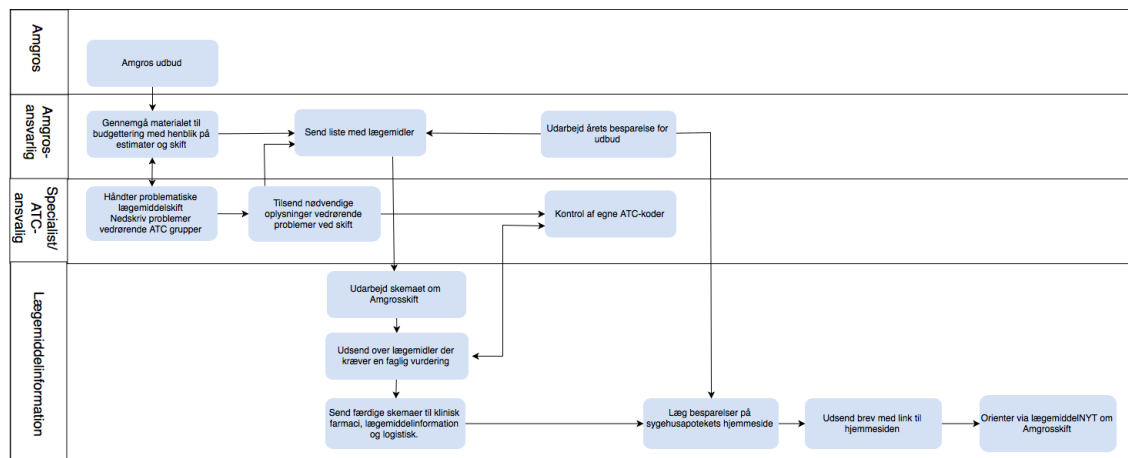 Amgros
Amgros udbud
Amgros-
ansvarlig
Gennemgå materialet til
budgettering med henblik på
estimater og skift
Send liste med lægemidler
Udarbejd årets besparelse for
udbud
Specialist/
ATC-
ansvalig
Håndter problematiske
lægemiddelskift
Nedskriv problemer
vedrørende ATC grupper
Tilsend nødvendige
oplysninger vedrørende
problemer ved skift
Kontrol af egne ATC-koder
Lægemiddelinformation
Udarbejd skemaet om
Amgrosskift
Udsend over lægemidler der
kræver en faglig vurdering
Send færdige skemaer til klinisk
farmaci, lægemiddelinformation
og logistisk.
Læg besparelser på
sygehusapotekets hjemmeside
Udsend brev med link til
hjemmesiden
Orienter via lægemiddelNYT om
Amgrosskift